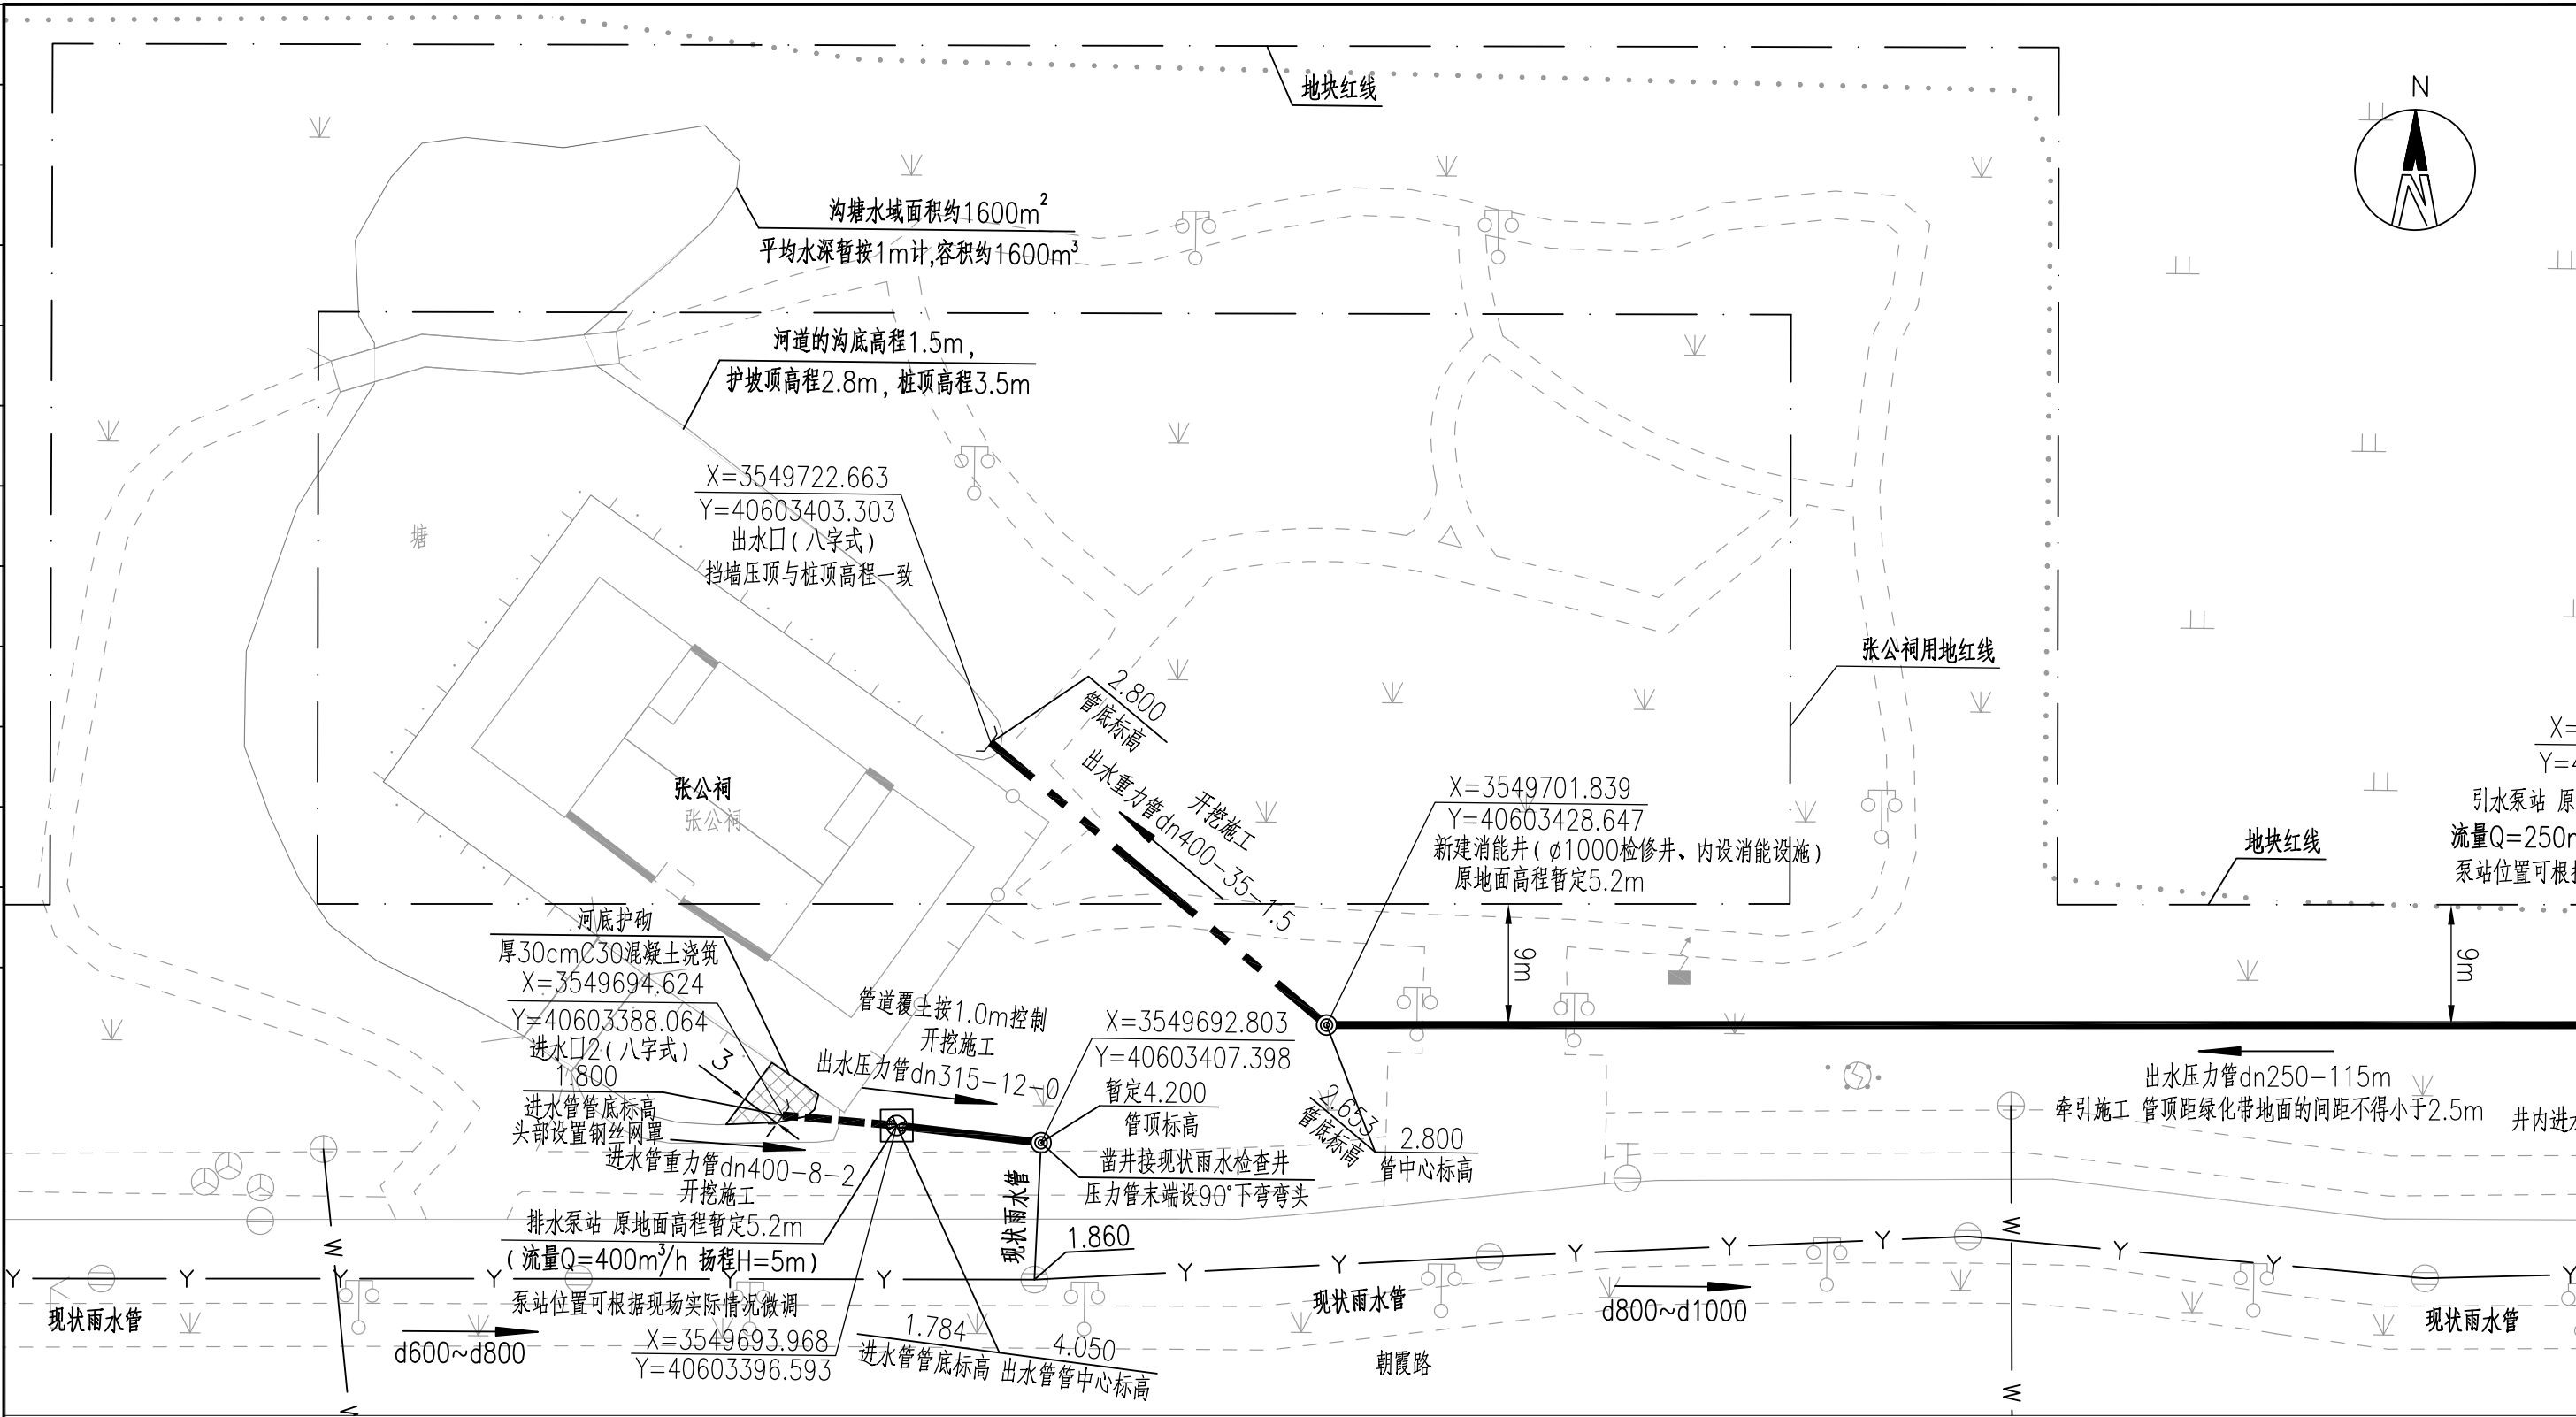 地块红线
N
沟塘水域面积约1600m²
平均水深暂按1m计,容积约1600m³
河道的沟底高程1.5m,
护坡顶高程2.8m,桩顶高程3.5m
X=3549722.663
Y=40603403.303
出水口(八字式)
挡墙压顶与桩顶高程一致
塘
2.800
管底标高
出水重力管dn400-35-1.5
开挖施工
张公祠用地红线
张公祠
张公祠
X=3549701.839
Y=40603428.647
新建消能井(ø1000检修井、内设消能设施)
原地面高程暂定5.2m
地块红线
引水泵站 原
流量Q=250
泵站位置可根
9m
9m
河底护砌
厚30cmC30混凝土浇筑
X=3549694.624
Y=40603388.064
进水口2(八字式)
1.800
进水管管底标高
头部设置钢丝网罩
3
1
管道覆土按1.0m控制
开挖施工
出水压力管dn315-12-0
X=3549692.803
Y=40603407.398
暂定4.200
管顶标高
凿井接现状雨水检查井
压力管末端设90°下弯弯头
2.653
管底标高
2.800
管中心标高
出水压力管dn250-115m
牵引施工 管顶距绿化带地面的间距不得小于2.5m
井内进
进水管重力管dn400-8-2
开挖施工
排水泵站 原地面高程暂定5.2m
(流量Q=400m³/h 扬程H=5m)
泵站位置可根据现场实际情况微调
X=3549693.968
Y=40603396.593
1.784
进水管管底标高
4.050
出水管管中心标高
现状雨水管
1.860
现状雨水管
d600~d800
现状雨水管
d800~d1000
现状雨水管
朝霞路
Y Y Y Y Y Y Y Y Y Y Y Y Y
W W W